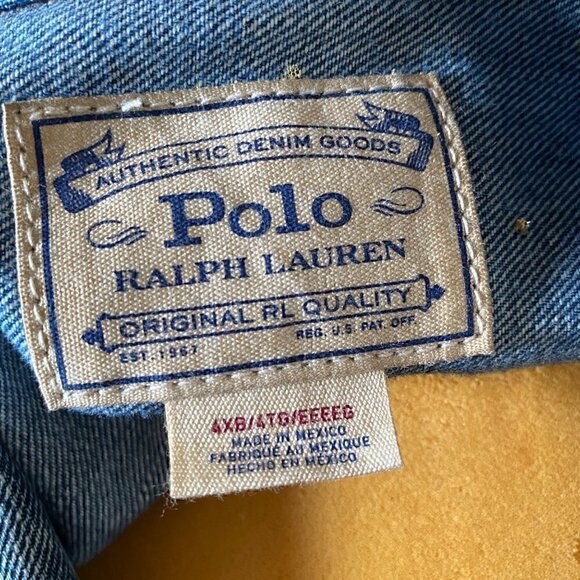 AUTHENTIC DENIM GOODS
Polo
RALPH LAUREN
ORIGINAL RL QUALITY
EST 1967 REG. U.S. PAT. OFF
4XB/4TG/EEEEG
MADE IN MEXICO
FABRIQUÉ AU MEXIQUE
HECHO EN MEXICO